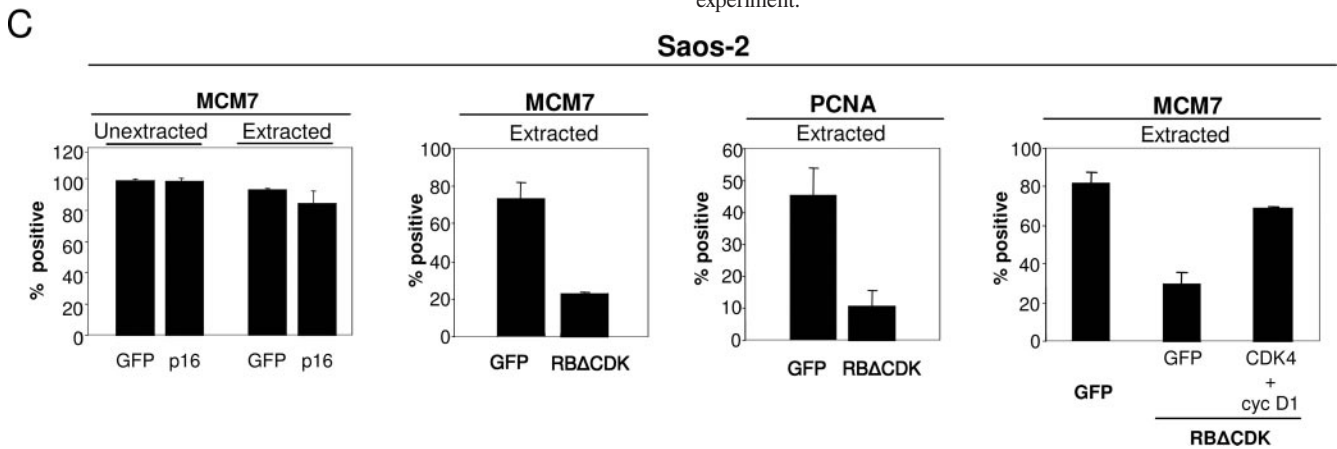 experiment.
C
Saos-2
MCM7
Unextracted Extracted
% positive
120
100
80
60
40
20
0
GFP p16 GFP p16
MCM7
Extracted
% positive
100
80
60
40
20
0
GFP RBΔCDK
PCNA
Extracted
% positive
60
50
40
30
20
10
0
GFP RBΔCDK
MCM7
Extracted
% positive
100
80
60
40
20
0
GFP
GFP CDK4
+
cyc D1
RBΔCDK